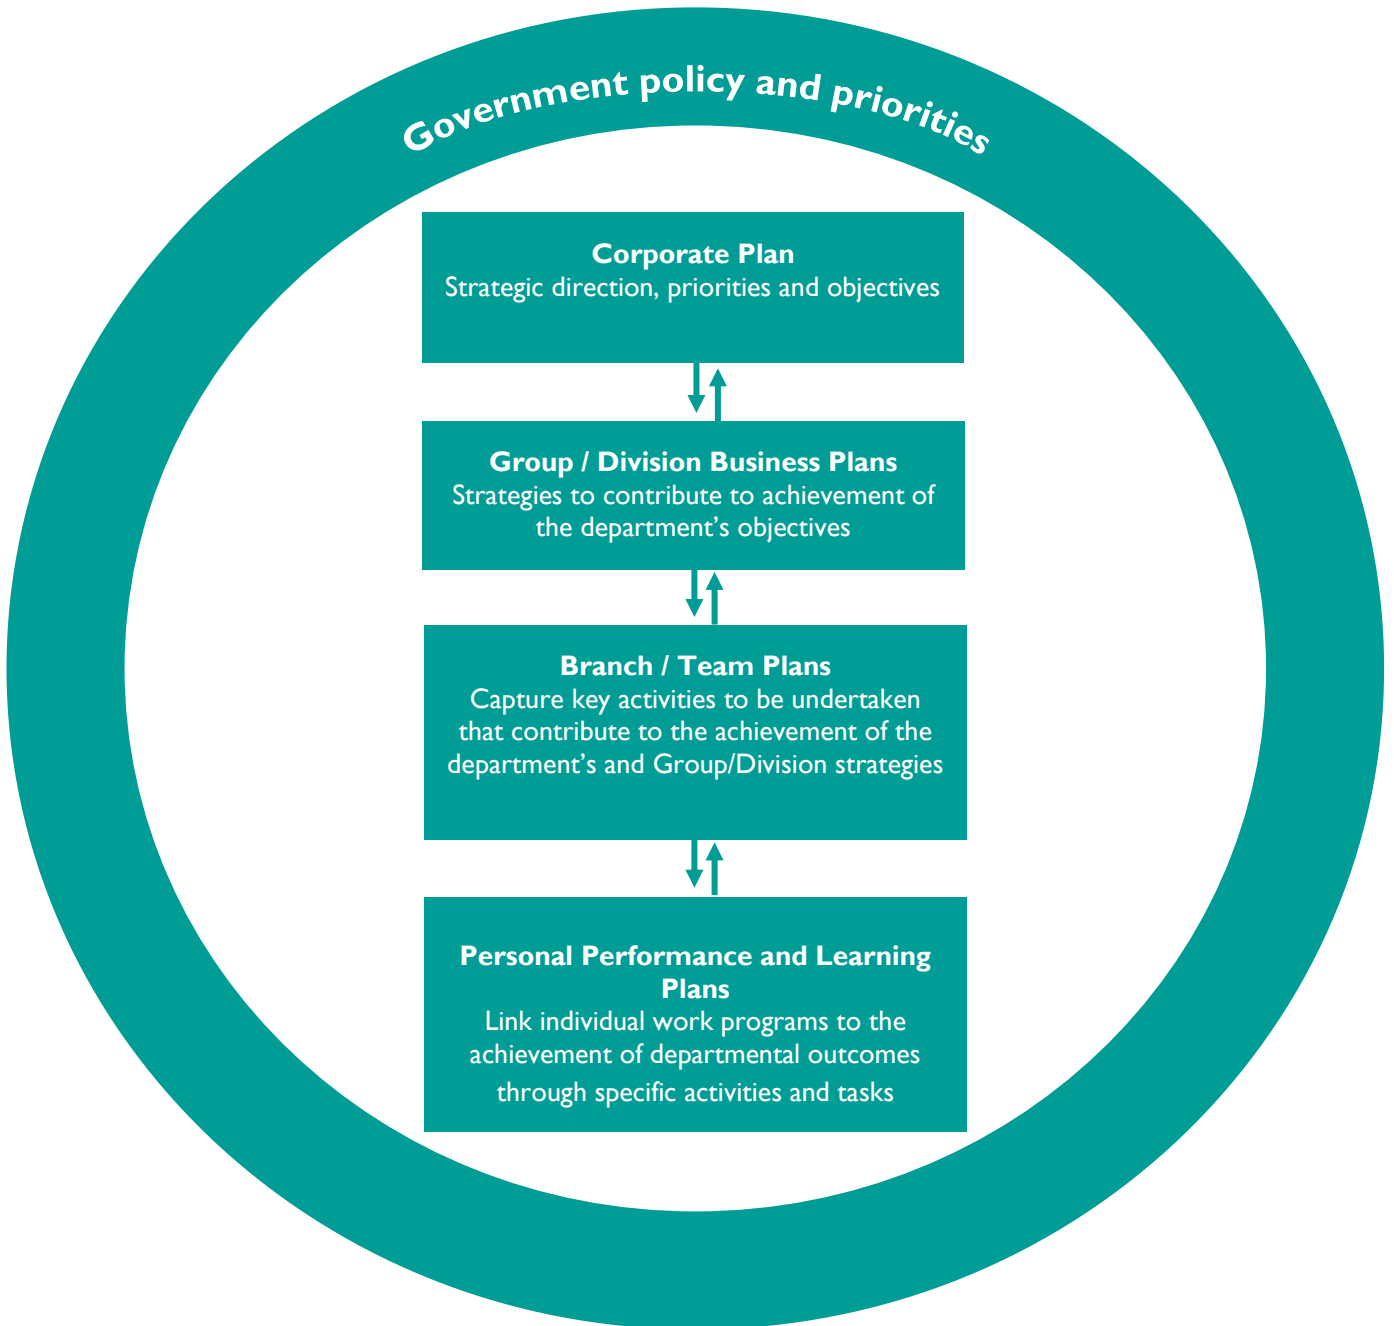 Government policy and priorities
Corporate Plan
Strategic direction, priorities and objectives
Group / Division Business Plans
Strategies to contribute to achievement of
the department’s objectives
Branch / Team Plans
Capture key activities to be undertaken
that contribute to the achievement of the
department’s and Group/Division strategies
Personal Performance and Learning
Plans
Link individual work programs to the
achievement of departmental outcomes
through specific activities and tasks